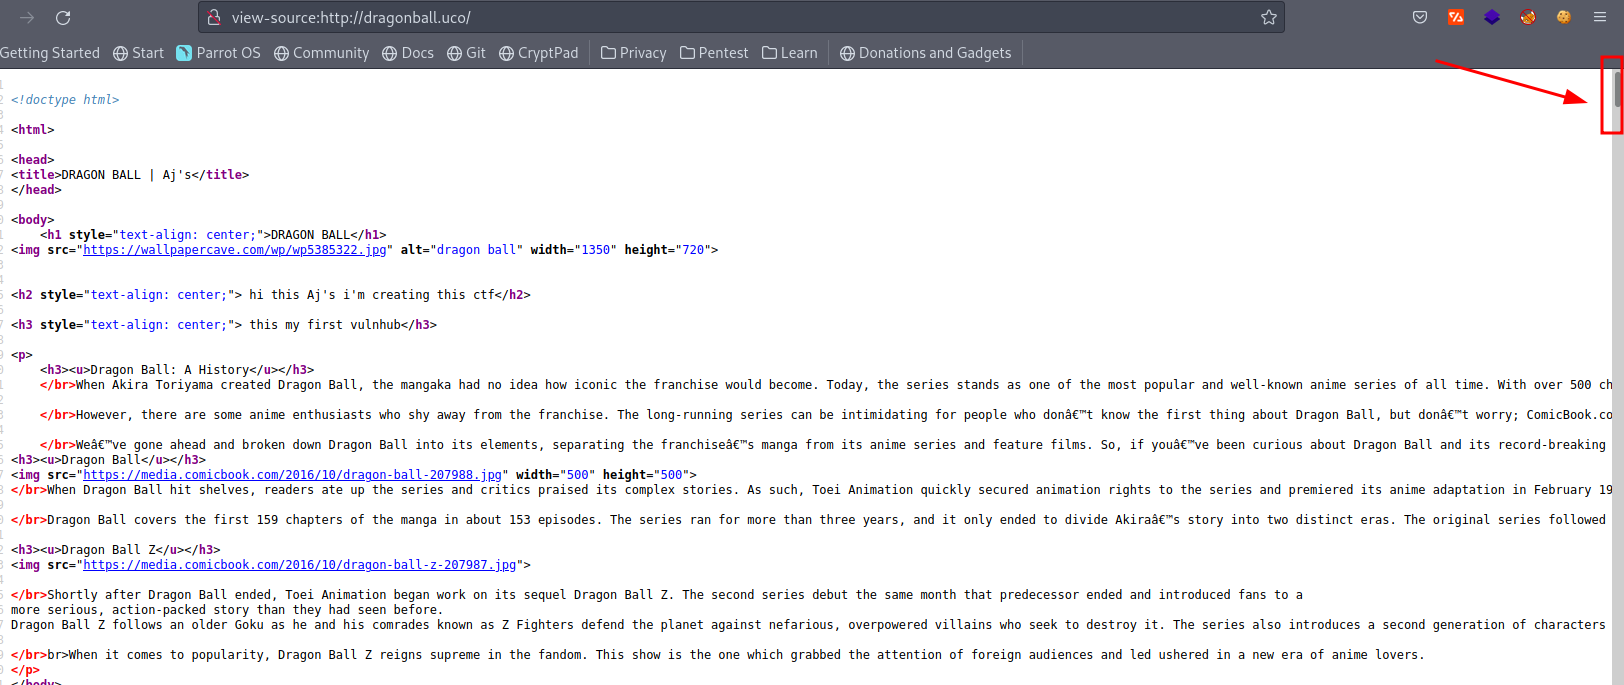 view-source:http://dragonball.uco/
Getting Started Start Parrot OS Community Docs Git CryptPad Privacy Pentest Learn Donations and Gadgets
<!doctype html>
<html>
<head>
<title>DRAGON BALL | Aj's</title>
</head>
<body>
<h1 style="text-align: center;">DRAGON BALL</h1>
<img src="https://wallpapercave.com/wp/wp5385322.jpg" alt="dragon ball" width="1350" height="720">
<h2 style="text-align: center;"> hi this Aj's i'm creating this ctf</h2>
<h3 style="text-align: center;"> this my first vulnhub</h3>
<p>
<h3><u>Dragon Ball: A History</u></h3>
</br>When Akira Toriyama created Dragon Ball, the mangaka had no idea how iconic the franchise would become. Today, the series stands as one of the most popular and well-known anime series of all time. With over 500 ch
</br>However, there are some anime enthusiasts who shy away from the franchise. The long-running series can be intimidating for people who donâ€™t know the first thing about Dragon Ball, but donâ€™t worry; ComicBook.co
</br>Weâ€™ve gone ahead and broken down Dragon Ball into its elements, separating the franchiseâ€™s manga from its anime series and feature films. So, if youâ€™ve been curious about Dragon Ball and its record-breaking
<h3><u>Dragon Ball</u></h3>
<img src="https://media.comicbook.com/2016/10/dragon-ball-207988.jpg" width="500" height="500">
</br>When Dragon Ball hit shelves, readers ate up the series and critics praised its complex stories. As such, Toei Animation quickly secured animation rights to the series and premiered its anime adaptation in February 19
</br>Dragon Ball covers the first 159 chapters of the manga in about 153 episodes. The series ran for more than three years, and it only ended to divide Akiraâ€™s story into two distinct eras. The original series followed
<h3><u>Dragon Ball Z</u></h3>
<img src="https://media.comicbook.com/2016/10/dragon-ball-z-207987.jpg">
</br>Shortly after Dragon Ball ended, Toei Animation began work on its sequel Dragon Ball Z. The second series debut the same month that predecessor ended and introduced fans to a
more serious, action-packed story than they had seen before.
Dragon Ball Z follows an older Goku as he and his comrades known as Z Fighters defend the planet against nefarious, overpowered villains who seek to destroy it. The series also introduces a second generation of characters
</br>br>When it comes to popularity, Dragon Ball Z reigns supreme in the fandom. This show is the one which grabbed the attention of foreign audiences and led ushered in a new era of anime lovers.
</p>
</body>